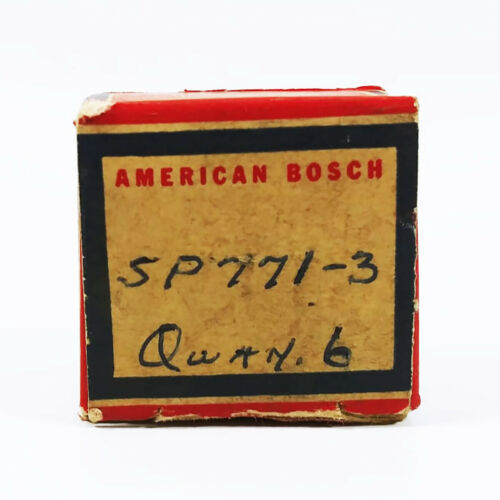 AMERICAN BOSCH
SP771-3
Quan. 6